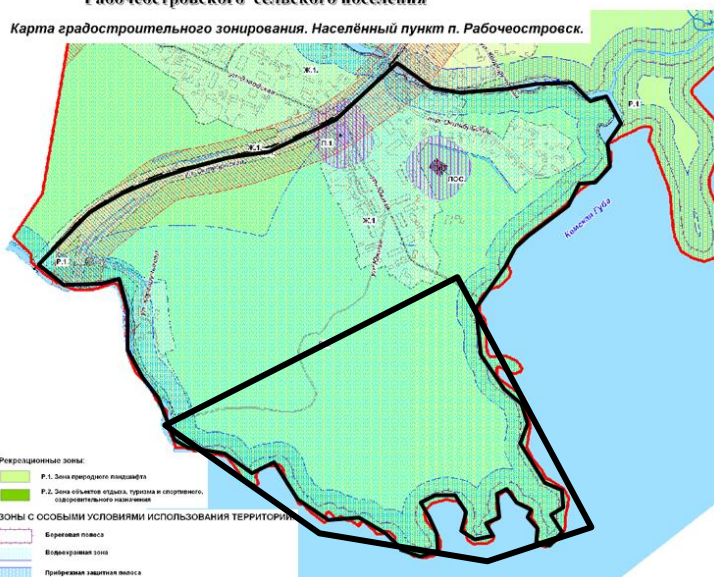 Рабочеостровского сельского поселения
Карта градостроительного зонирования. Населённый пункт п. Рабочеостровск.
Ж.1.
Р.1
П.1
Ж.1.
ПОС.
Ж.1
Кемская Губа
Р.1.
Рекреационные зоны:
Р.1. Зона природного ландшафта
Р.2. Зона объектов отдыха, туризма и спортивного, оздоровительного назначения
ЗОНЫ С ОСОБЫМИ УСЛОВИЯМИ ИСПОЛЬЗОВАНИЯ ТЕРРИТОРИИ
Береговая полоса
Водоохранная зона
Прибрежная защитная полоса